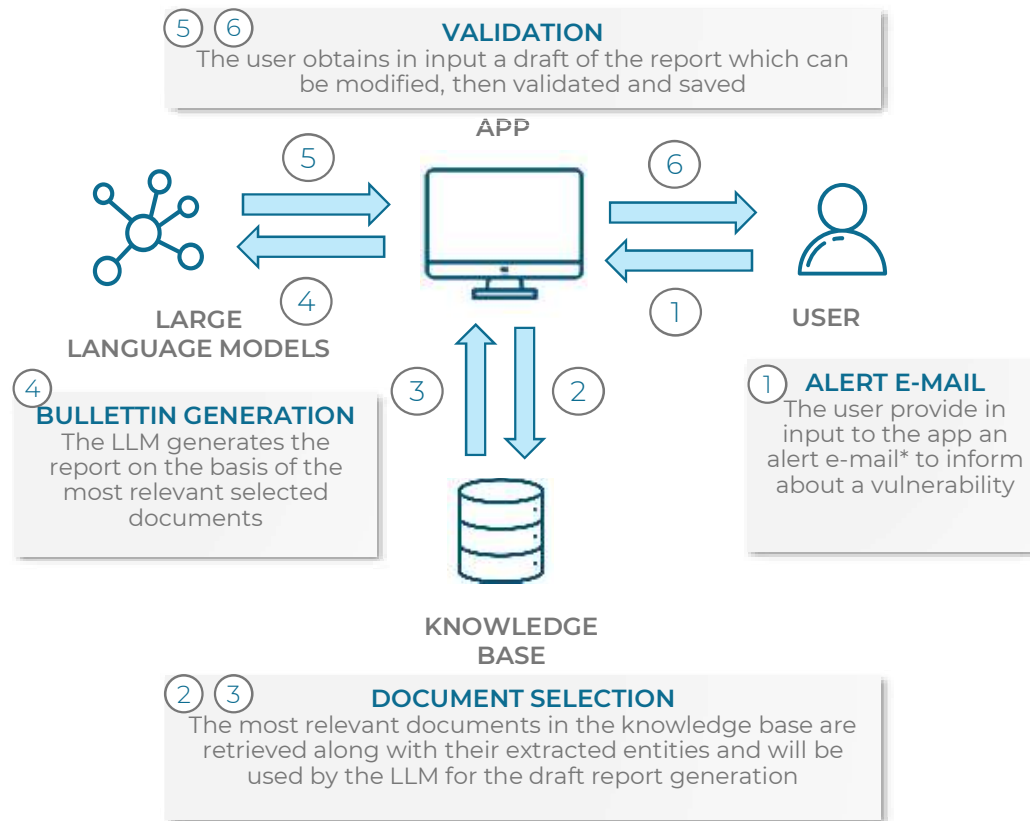 5 6
VALIDATION
The user obtains in input a draft of the report which can
be modified, then validated and saved
APP
5
6
4
1
LARGE
LANGUAGE MODELS
USER
3
2
4
BULLETTIN GENERATION
The LLM generates the
report on the basis of the
most relevant selected
documents
1
ALERT E-MAIL
The user provide in
input to the app an
alert e-mail* to inform
about a vulnerability
KNOWLEDGE
BASE
2 3
DOCUMENT SELECTION
The most relevant documents in the knowledge base are
retrieved along with their extracted entities and will be
used by the LLM for the draft report generation